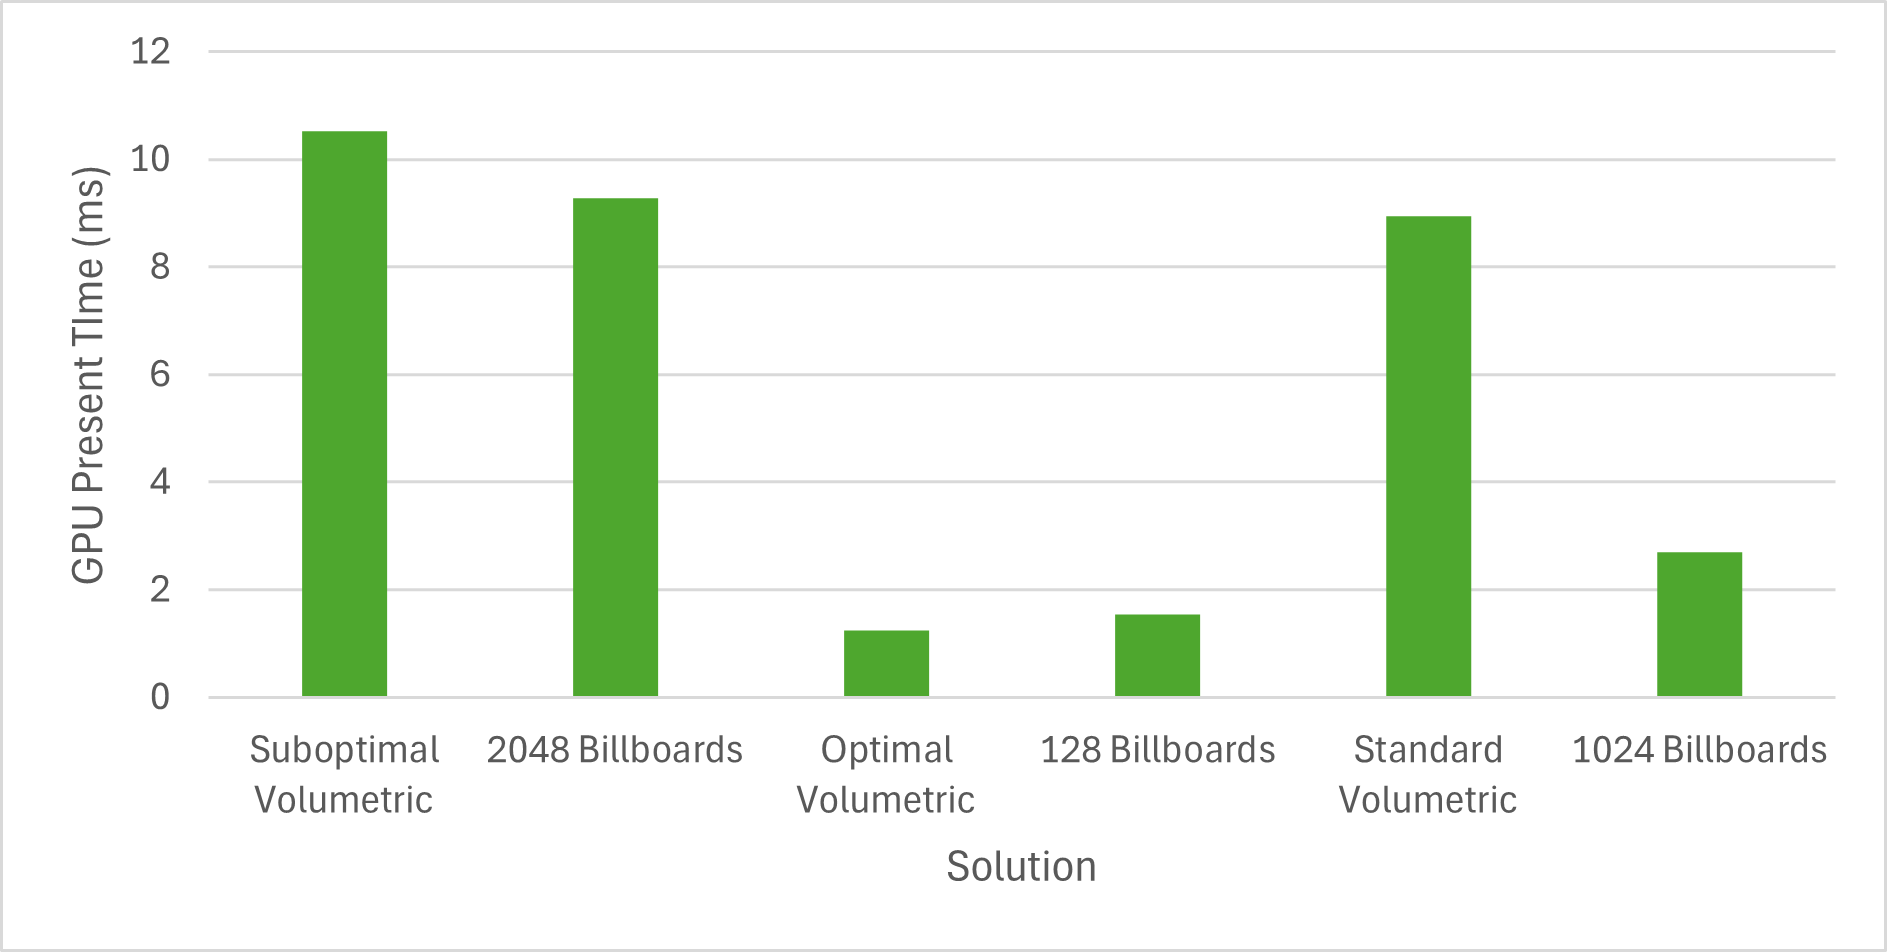 12
10
8
6
4
2
0
GPU Present TIme (ms)
Suboptimal
Volumetric
2048 Billboards
Optimal
Volumetric
128 Billboards
Standard
Volumetric
1024 Billboards
Solution